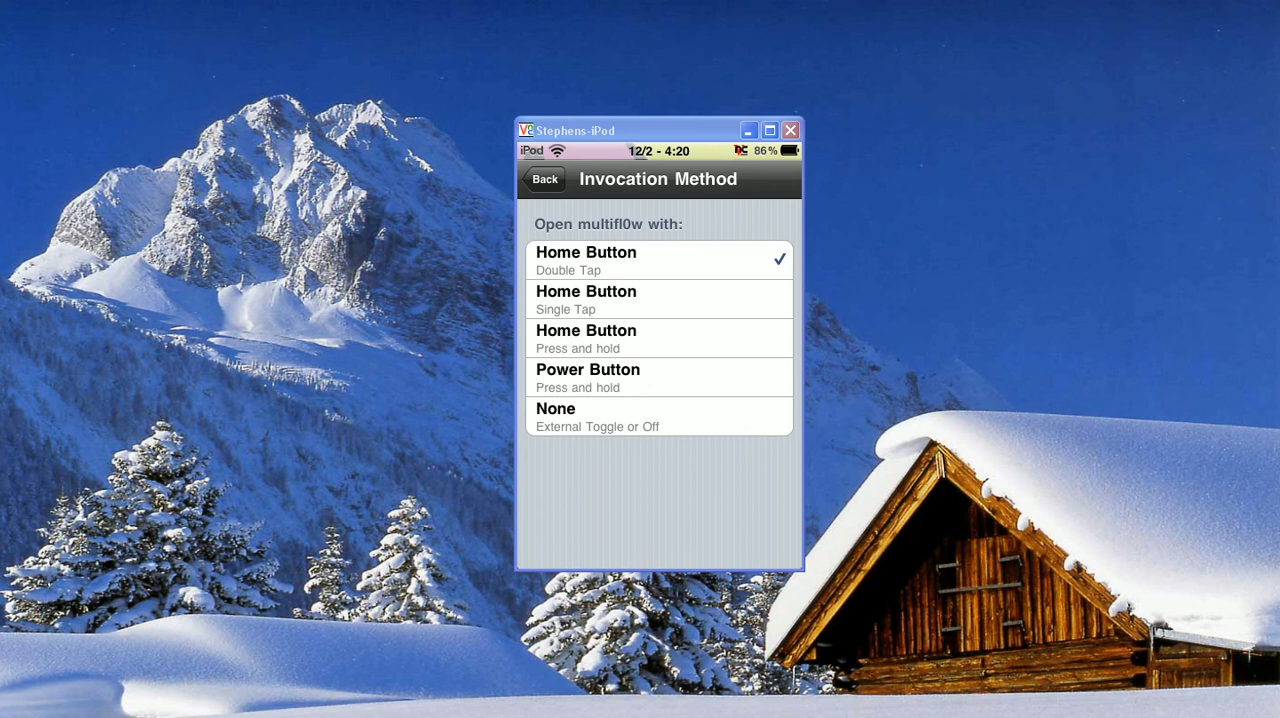 Stephens-iPod
iPod 12/2 - 4:20 86%
Back Invocation Method
Open multifl0w with:
Home Button
Double Tap
Home Button
Single Tap
Home Button
Press and hold
Power Button
Press and hold
None
External Toggle or Off